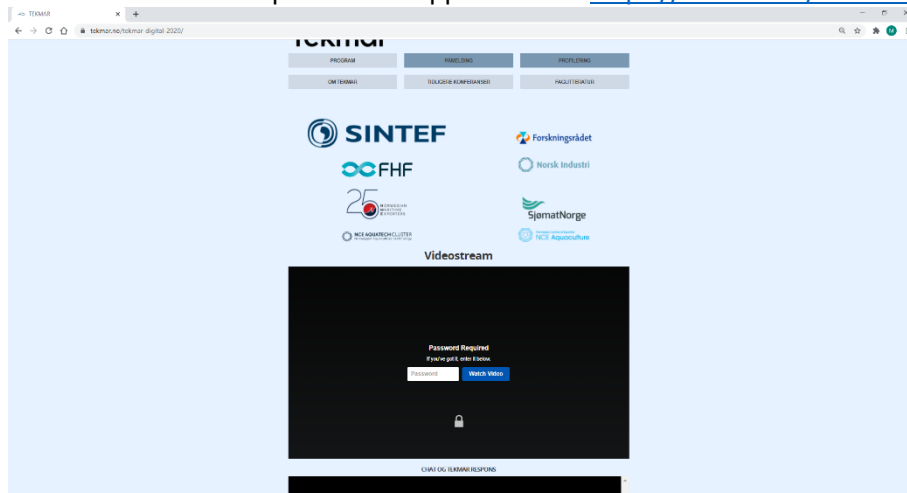 TEKMAR
tekmar.no/tekmar-digital-2020/
Tekmar
PROGRAM
PÅMELDING
PROFILERING
OM TEKMAR
TIDLIGERE KONFERANSER
FAGLITTERATUR
SINTEF
Forskningsrådet
FHF
Norsk Industri
25 NORWEGIAN
MARITIME
EXPORTERS
SjømatNorge
NCE AQUATECH CLUSTER
NCE Aquaculture
Videostream
Password Required
If you've got it, enter it below.
Password
Watch Video
CHAT OG TEKMAR RESPONS